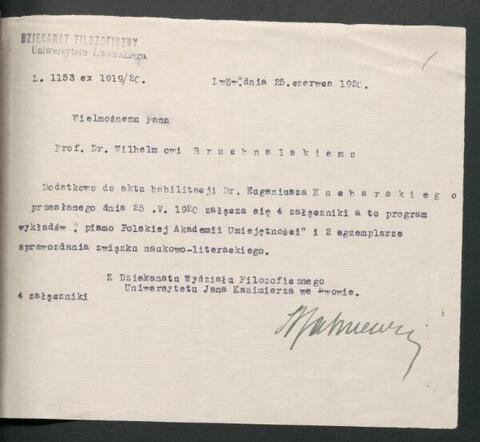 DZIEKANAT FILOZOFICZNY
Uniwersytetu Lwowskiego.
L. 1153 ex 1919/20. Lwów, dnia 25. czerwca 1920.
Wielmożnemu Panu
Prof. Dr. Wilhelmowi Bruchnalskiemu
Dodatkowo do aktu habilitacji Dr. Eugeniusza Kucharskiego
przesłanego dnia 25 .V. 1920 załącza się 4 załączniki a to program
wykładów , "pismo Polskiej Akademii Umiejętności" i 2 egzemplarze
sprawozdania związku naukowo-literackiego.
Z Dziekanatu Wydziału Filozoficznego
Uniwersytetu Jana Kazimierza we Lwowie.
4 załączniki